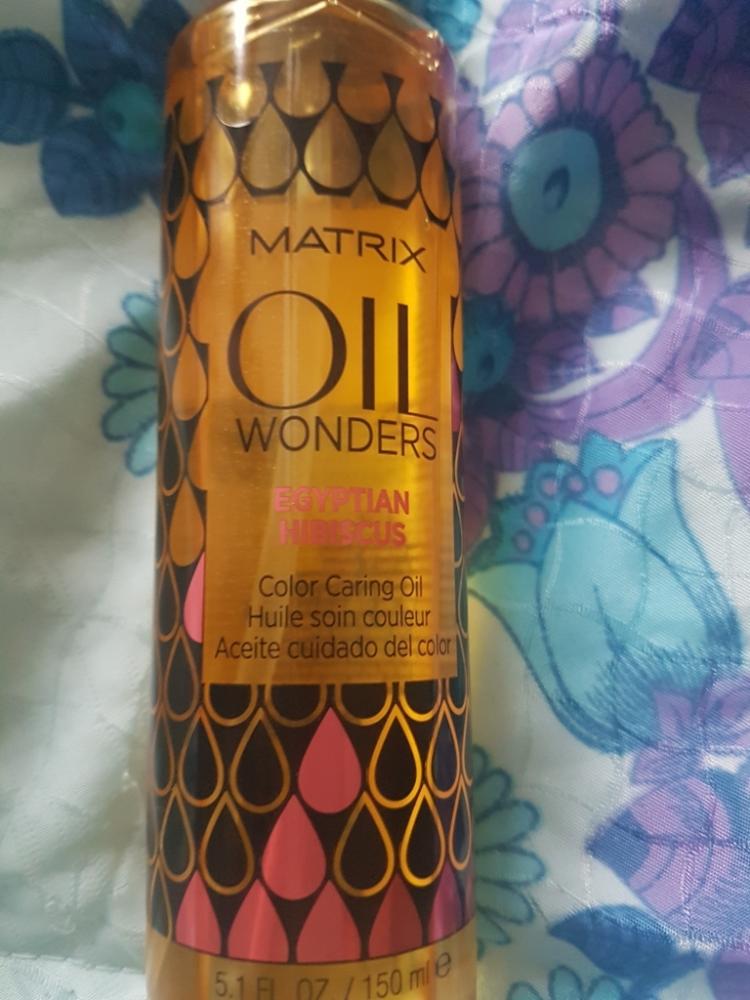 MATRIX
OIL
WONDERS
EGYPTIAN
HIBISCUS
Color Caring Oil
Huile soin couleur
Aceite cuidado del color
5.1 FL. OZ. / 150 ml ℮